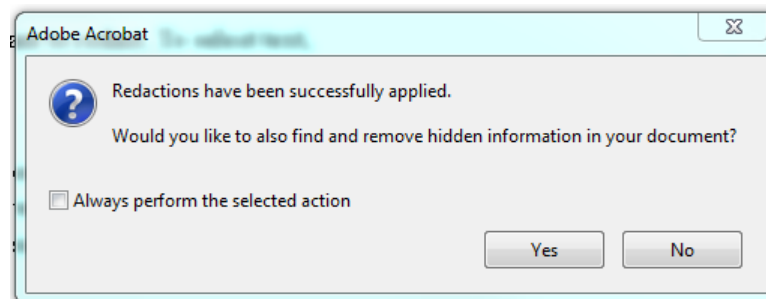 Adobe Acrobat
Redactions have been successfully applied.
Would you like to also find and remove hidden information in your document?
Always perform the selected action
Yes
No